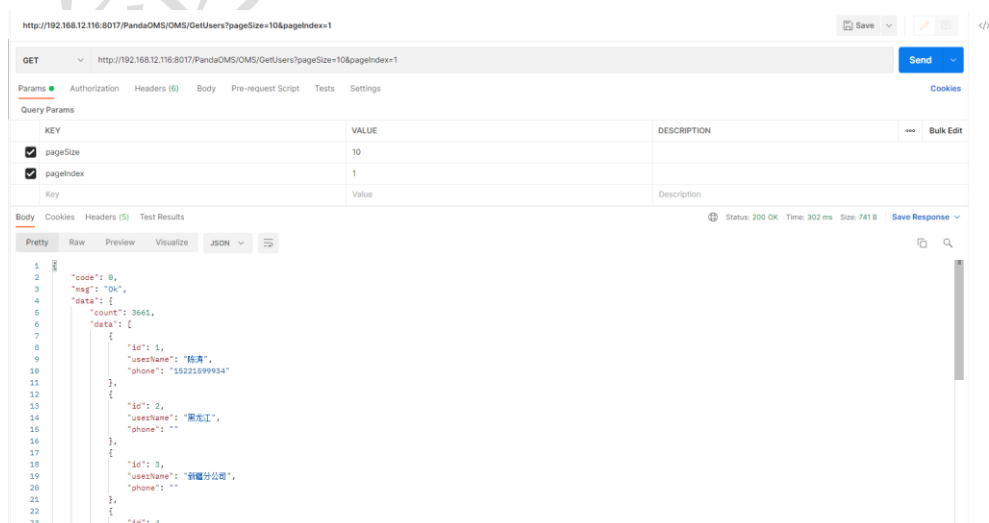 http://192.168.12.116:8017/PandaOMS/OMS/GetUsers?pageSize=10&pageIndex=1
Save
GET http://192.168.12.116:8017/PandaOMS/OMS/GetUsers?pageSize=10&pageIndex=1 Send
Params Authorization Headers (6) Body Pre-request Script Tests Settings Cookies
Query Params
KEY VALUE DESCRIPTION Bulk Edit
pageSize 10
pageIndex 1
Key Value Description
Body Cookies Headers (5) Test Results Status: 200 OK Time: 302 ms Size: 741 B Save Response
Pretty Raw Preview Visualize JSON
1 {
2 "code": 0,
3 "msg": "Ok",
4 "data": {
5 "count": 3661,
6 "data": [
7 {
8 "id": 1,
9 "userName": "陈涛",
10 "phone": "15221599934"
11 },
12 {
13 "id": 2,
14 "userName": "黑龙江",
15 "phone": ""
16 },
17 {
18 "id": 3,
19 "userName": "新疆分公司",
20 "phone": ""
21 },
22 {
23 "id": 4